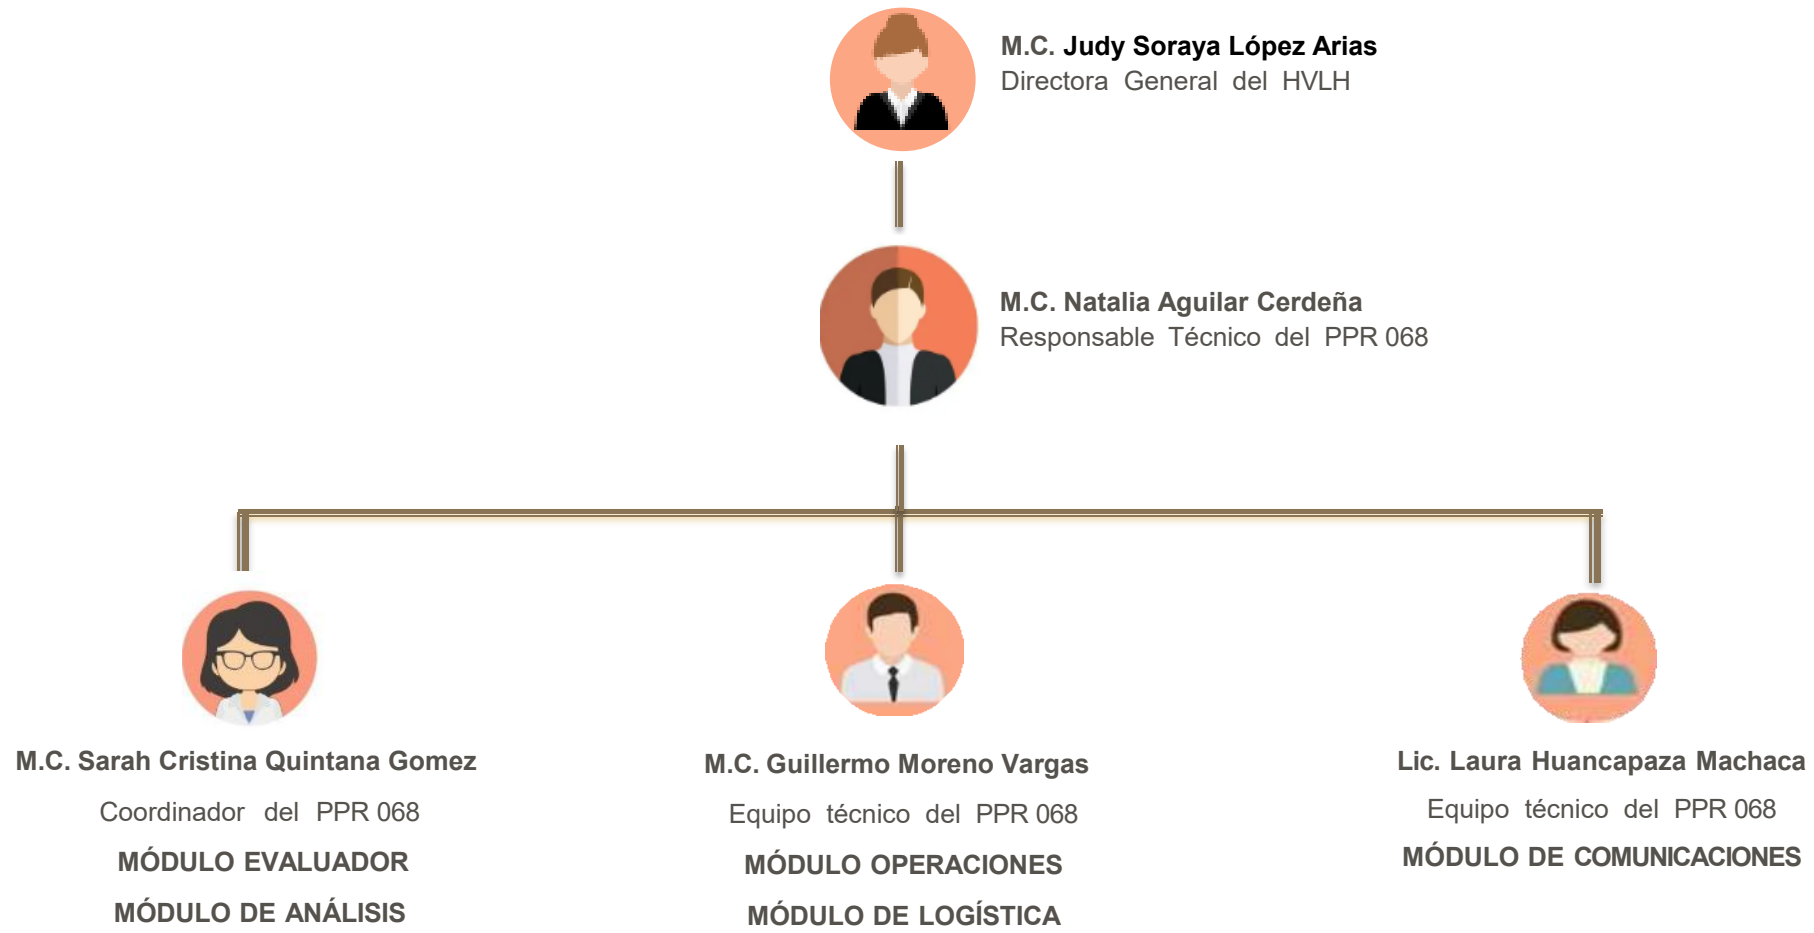 M.C. Judy Soraya López Arias
Directora General del HVLH
M.C. Natalia Aguilar Cerdeña
Responsable Técnico del PPR 068
M.C. Sarah Cristina Quintana Gomez
Coordinador del PPR 068
MÓDULO EVALUADOR
MÓDULO DE ANÁLISIS
M.C. Guillermo Moreno Vargas
Equipo técnico del PPR 068
MÓDULO OPERACIONES
MÓDULO DE LOGÍSTICA
Lic. Laura Huancapaza Machaca
Equipo técnico del PPR 068
MÓDULO DE COMUNICACIONES